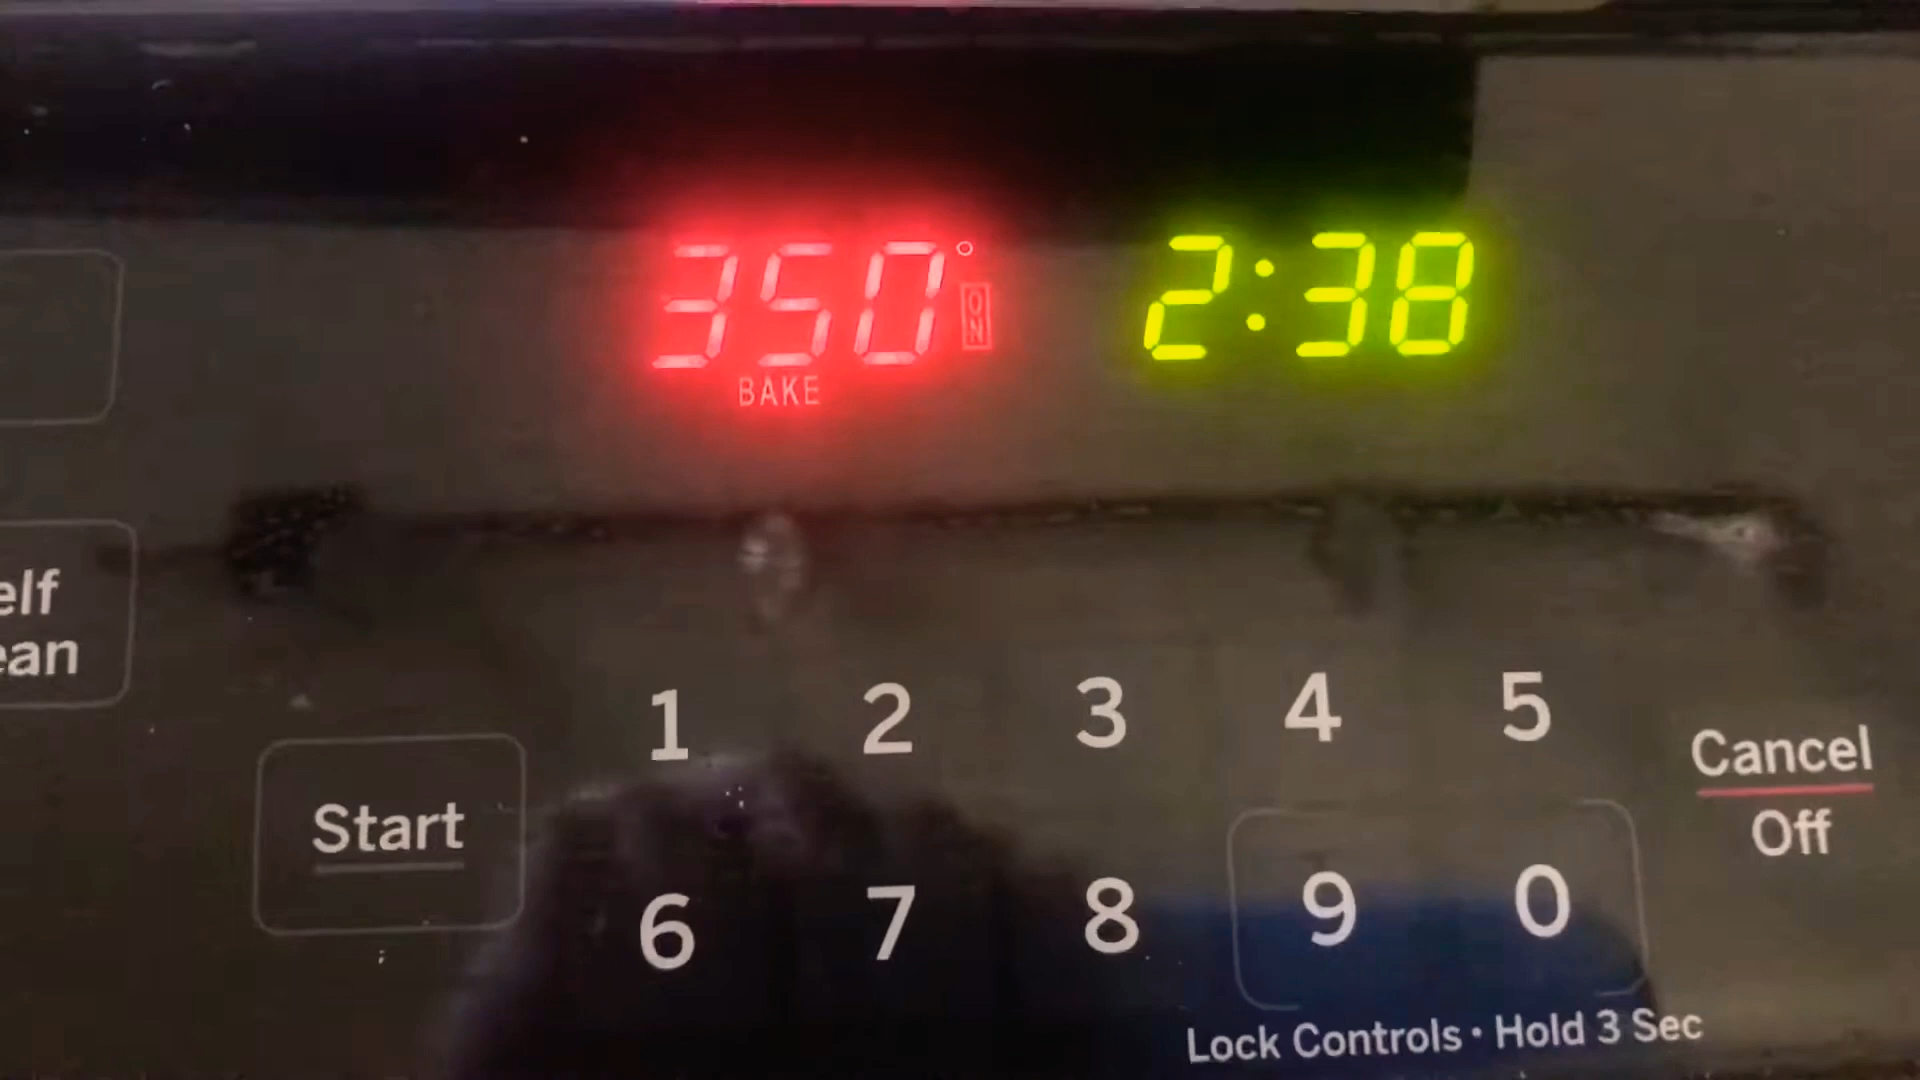 350° ON 2:38
BAKE
elf
ean
1 2 3 4 5
Cancel
Start
Off
6 7 8 9 0
Lock Controls • Hold 3 Sec